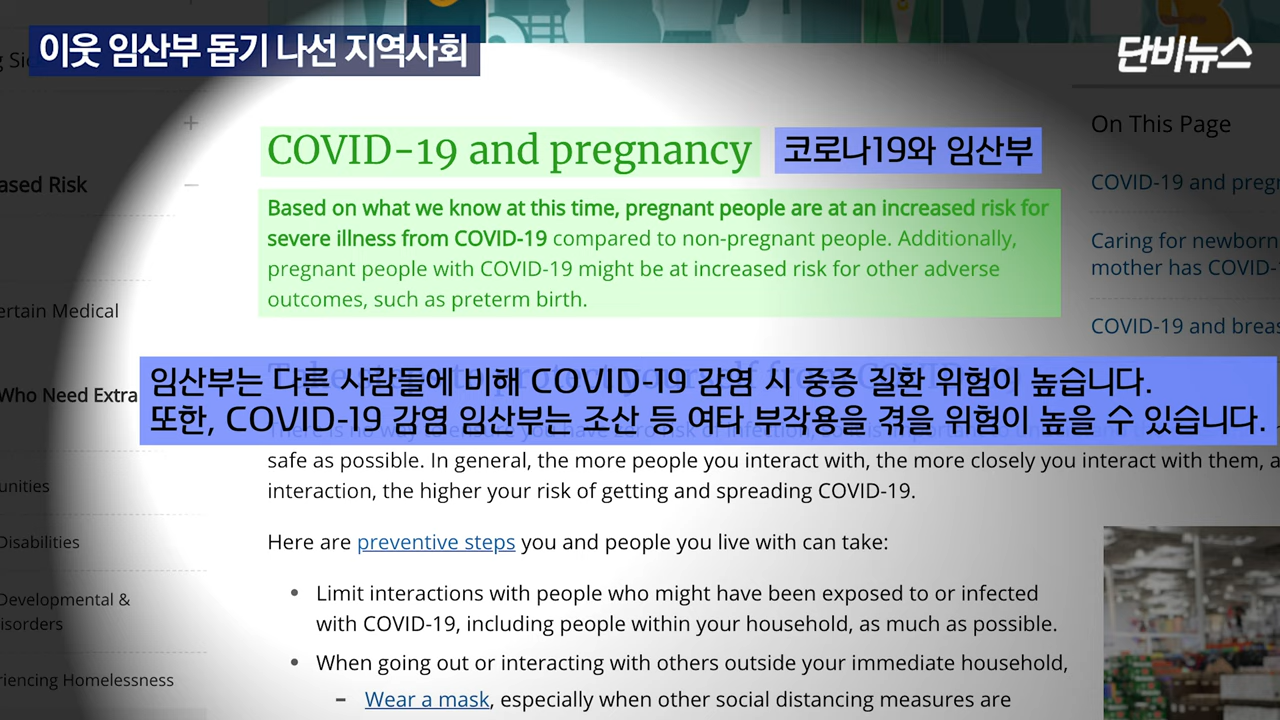 이웃 임산부 돕기 나선 지역사회
단비뉴스
COVID-19 and pregnancy
코로나19와 임산부
Based on what we know at this time, pregnant people are at an increased risk for
severe illness from COVID-19 compared to non-pregnant people. Additionally,
pregnant people with COVID-19 might be at increased risk for other adverse
outcomes, such as preterm birth.
임산부는 다른 사람들에 비해 COVID-19 감염 시 중증 질환 위험이 높습니다.
또한, COVID-19 감염 임산부는 조산 등 여타 부작용을 겪을 위험이 높을 수 있습니다.
safe as possible. In general, the more people you interact with, the more closely you interact with them, a
interaction, the higher your risk of getting and spreading COVID-19.
Here are preventive steps you and people you live with can take:
• Limit interactions with people who might have been exposed to or infected
with COVID-19, including people within your household, as much as possible.
• When going out or interacting with others outside your immediate household,
– Wear a mask, especially when other social distancing measures are
ased Risk
ertain Medical
Who Need Extra
unities
Disabilities
Developmental &
isorders
riencing Homelessness
On This Page
COVID-19 and preg
Caring for newborn
mother has COVID-
COVID-19 and breas